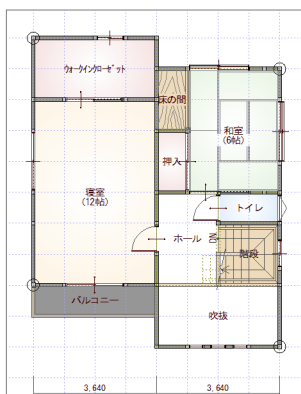 ウォークインクローゼット
床の間
和室
(6帖)
押入
寝室
(12帖)
トイレ
ホール
DN
階段
バルコニー
吹抜
3,640
3,640